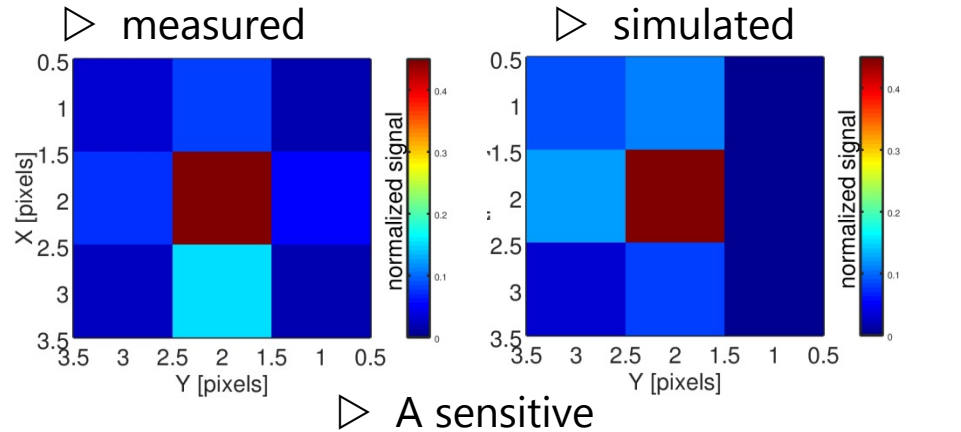 ▷ measured
▷ simulated
0.5
1
1.5
2
2.5
3
3.5
X [pixels]
3.5 3 2.5 2 1.5 1 0.5
Y [pixels]
0.4
0.3
0.2
0.1
0
normalized signal
0.5
1
1.5
2
2.5
3
3.5
3.5 3 2.5 2 1.5 1 0.5
Y [pixels]
0.4
0.3
0.2
0.1
0
normalized signal
▷ A sensitive